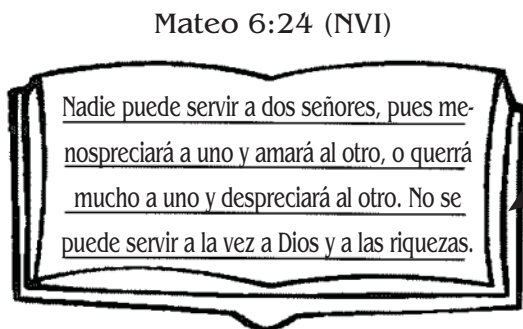 Mateo 6:24 (NVI)
Nadie puede servir a dos señores, pues me-
nospreciará a uno y amará al otro, o querrá
mucho a uno y despreciará al otro. No se
puede servir a la vez a Dios y a las riquezas.